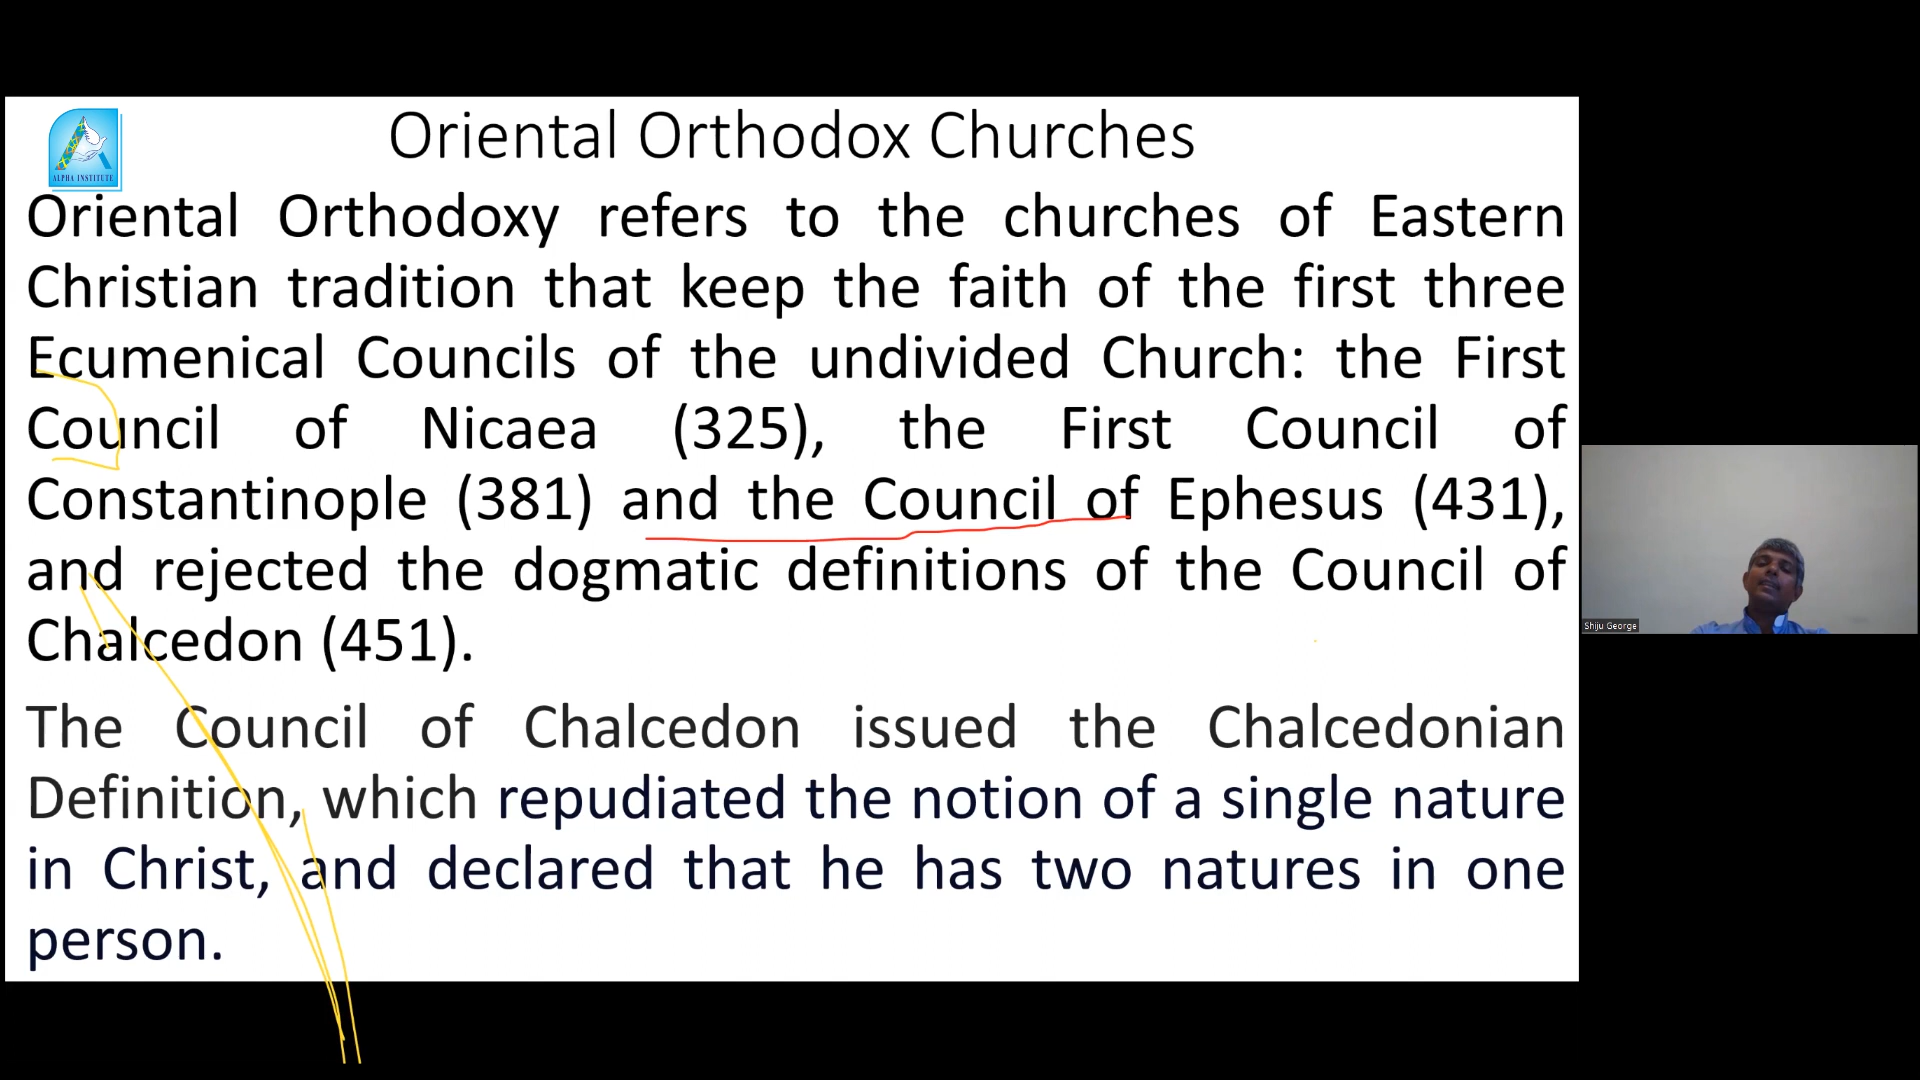 ALPHA INSTITUTE
Oriental Orthodox Churches
Oriental Orthodoxy refers to the churches of Eastern
Christian tradition that keep the faith of the first three
Ecumenical Councils of the undivided Church: the First
Council of Nicaea (325), the First Council of
Constantinople (381) and the Council of Ephesus (431),
and rejected the dogmatic definitions of the Council of
Chalcedon (451).
The Council of Chalcedon issued the Chalcedonian
Definition, which repudiated the notion of a single nature
in Christ, and declared that he has two natures in one
person.
Shiju George